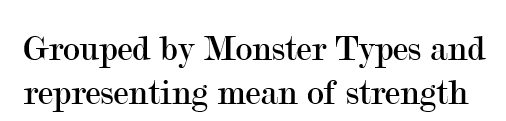 Grouped by Monster Types and
representing mean of strength